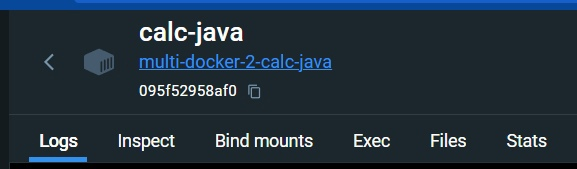 calc-java
multi-docker-2-calc-java
095f52958af0
Logs Inspect Bind mounts Exec Files Stats